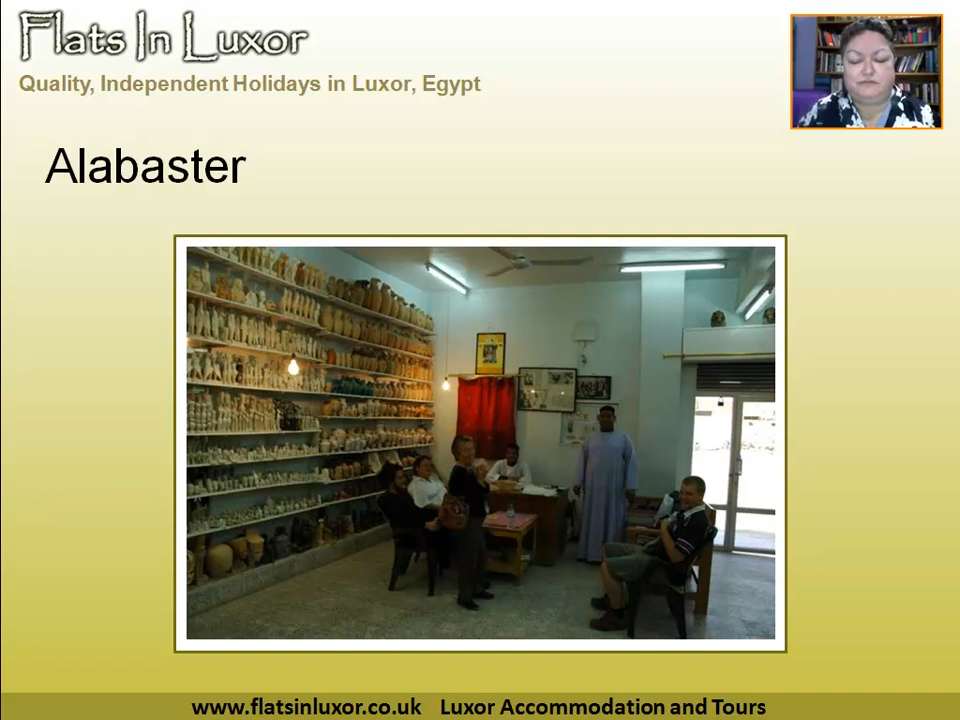 Flats In Luxor
Quality, Independent Holidays in Luxor, Egypt
Alabaster
www.flatsinluxor.co.uk Luxor Accommodation and Tours